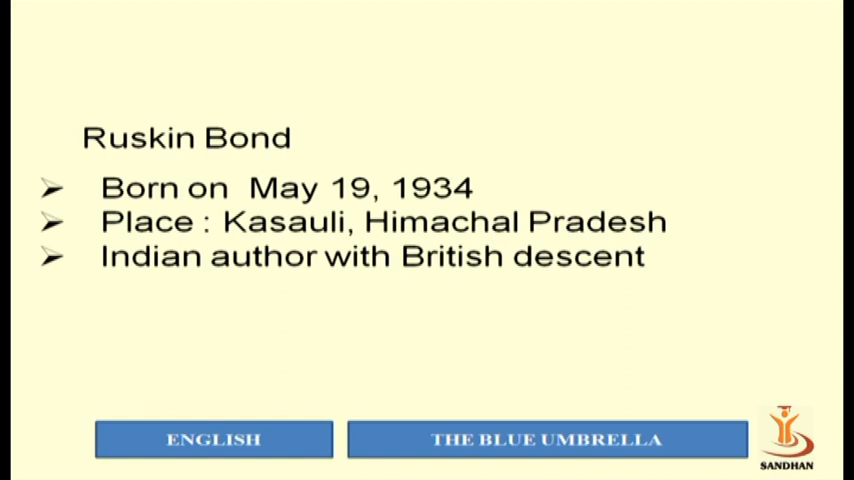 Ruskin Bond
➢ Born on May 19, 1934
➢ Place : Kasauli, Himachal Pradesh
➢ Indian author with British descent
ENGLISH
THE BLUE UMBRELLA
SANDHAN